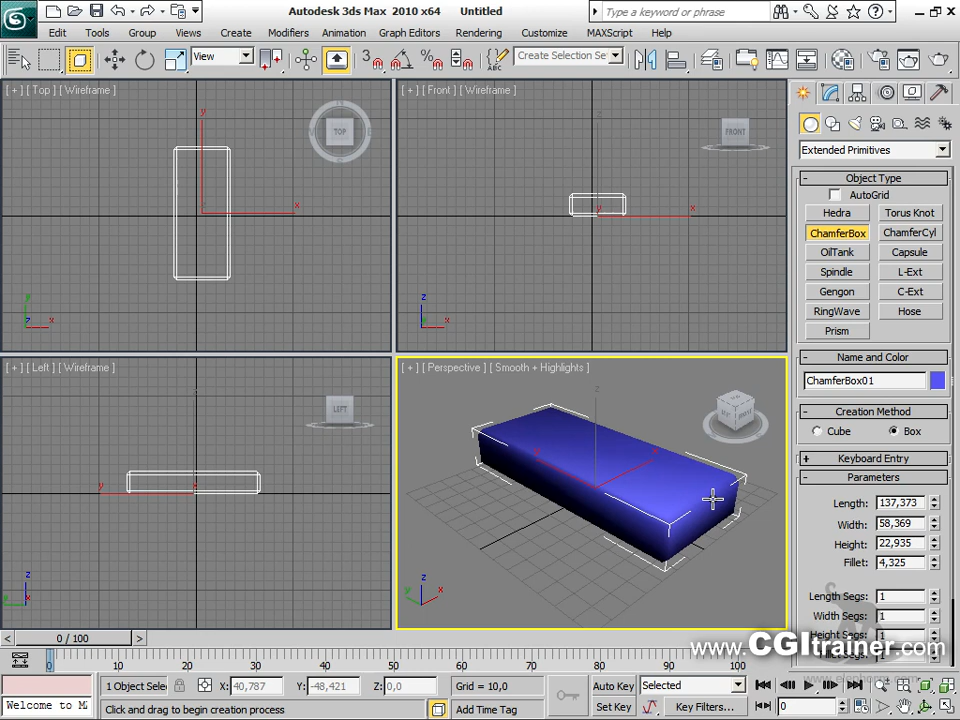 Autodesk 3ds Max 2010 x64 Untitled
Type a keyword or phrase
Edit Tools Group Views Create Modifiers Animation Graph Editors Rendering Customize MAXScript Help
View
3
Create Selection Se
[ + ] [ Top ] [ Wireframe ]
[ + ] [ Front ] [ Wireframe ]
TOP
FRONT
y
x
z
[ + ] [ Left ] [ Wireframe ]
[ + ] [ Perspective ] [ Smooth + Highlights ]
LEFT
Extended Primitives
Object Type
AutoGrid
Hedra Torus Knot
ChamferBox ChamferCyl
OilTank Capsule
Spindle L-Ext
Gengon C-Ext
RingWave Hose
Prism
Name and Color
ChamferBox01
Creation Method
Cube Box
Keyboard Entry
Parameters
Length: 137,373
Width: 58,369
Height: 22,935
Fillet: 4,325
Length Segs: 1
Width Segs: 1
Height Segs: 1
www.CGItrainer.com
0 / 100
0 10 20 30 40 50 60 70 80 90 100
1 Object Selec X: 40,787 Y: -48,421 Z: 0,0 Grid = 10,0 Auto Key Selected
Welcome to M Click and drag to begin creation process Add Time Tag Set Key Key Filters... 0